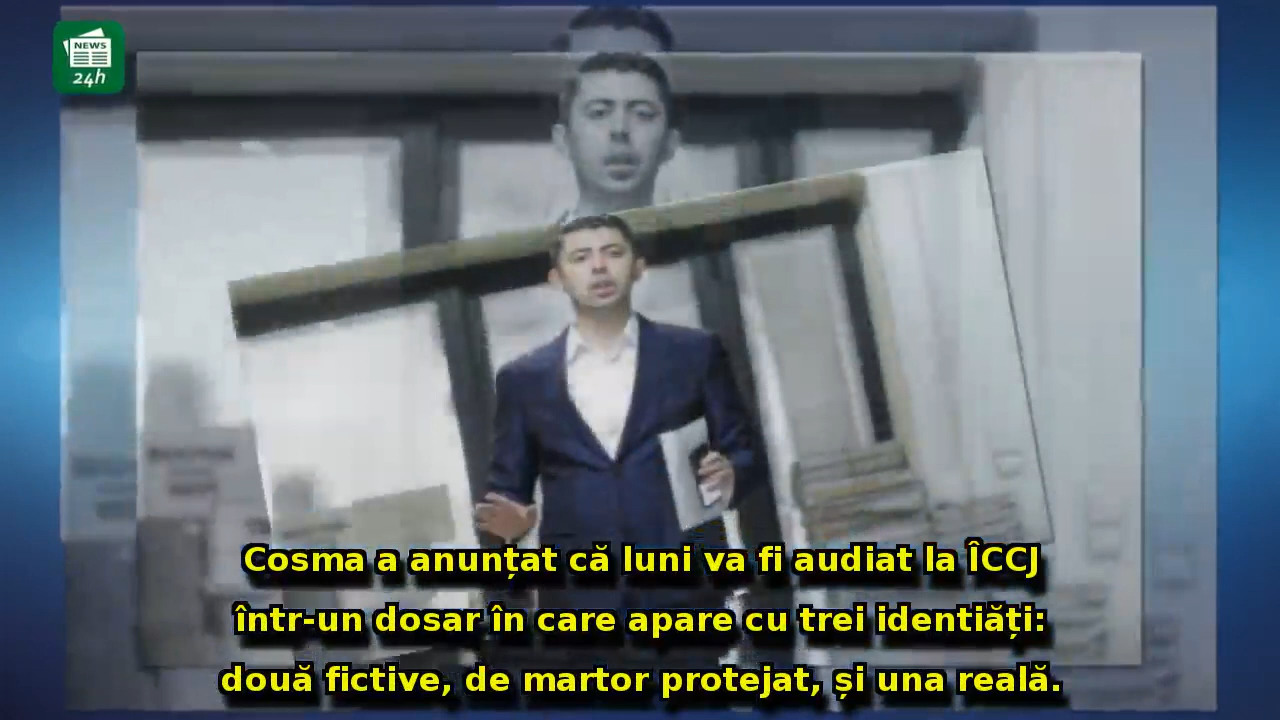 NEWS
24h
Cosma a anunțat că luni va fi audiat la ÎCCJ
într-un dosar în care apare cu trei identiăți:
două fictive, de martor protejat, și una reală.